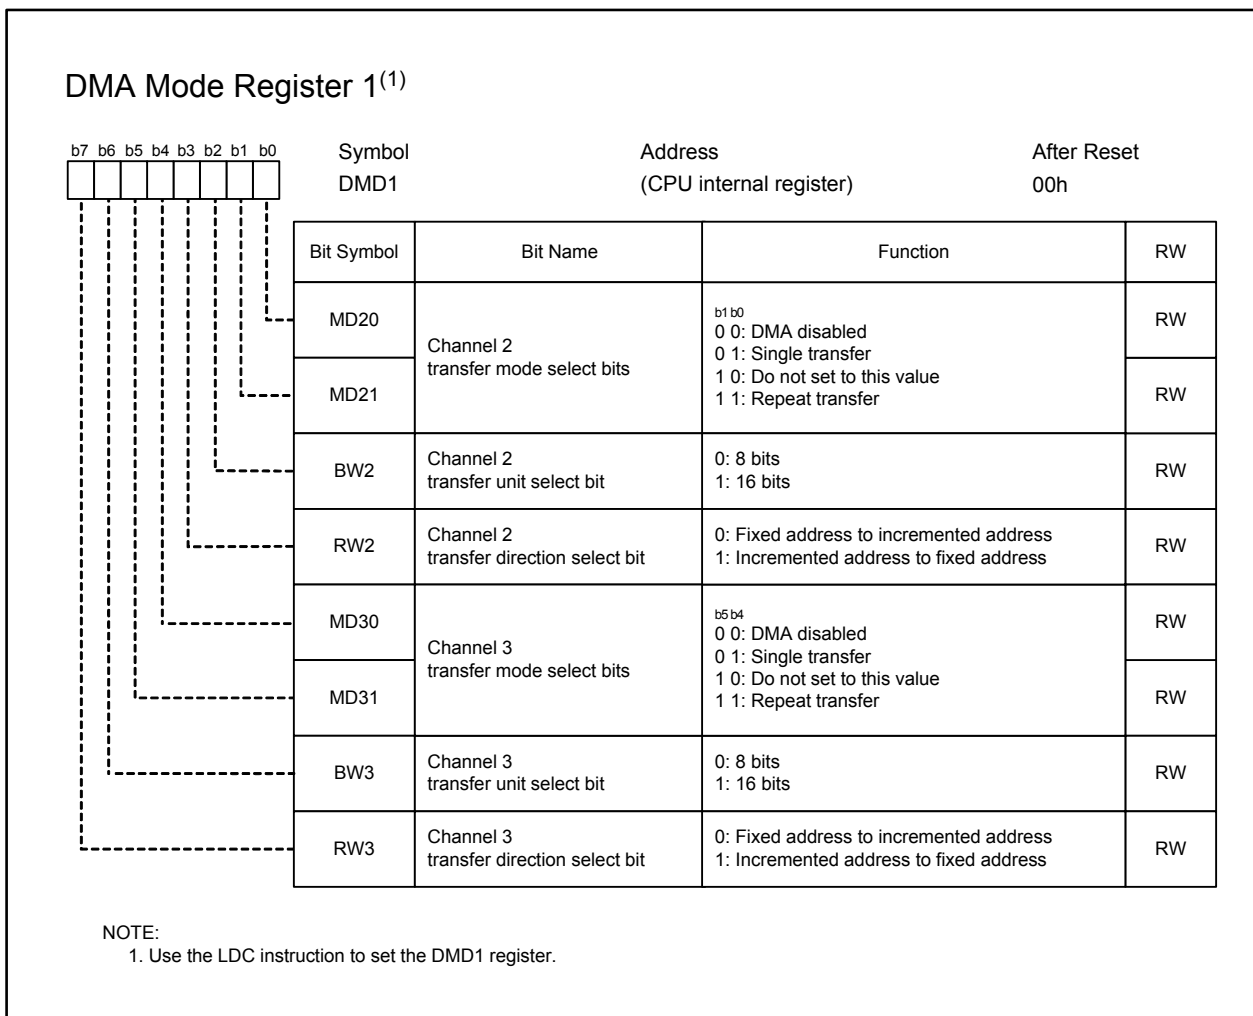 DMA Mode Register 1(1)
b7 b6 b5 b4 b3 b2 b1 b0
Symbol Address After Reset
DMD1 (CPU internal register) 00h
Bit Symbol Bit Name Function RW
MD20
MD21
Channel 2
transfer mode select bits
b1 b0
0 0: DMA disabled
0 1: Single transfer
1 0: Do not set to this value
1 1: Repeat transfer
RW
RW
BW2
Channel 2
transfer unit select bit
0: 8 bits
1: 16 bits
RW
RW2
Channel 2
transfer direction select bit
0: Fixed address to incremented address
1: Incremented address to fixed address
RW
MD30
MD31
Channel 3
transfer mode select bits
b5 b4
0 0: DMA disabled
0 1: Single transfer
1 0: Do not set to this value
1 1: Repeat transfer
RW
RW
BW3
Channel 3
transfer unit select bit
0: 8 bits
1: 16 bits
RW
RW3
Channel 3
transfer direction select bit
0: Fixed address to incremented address
1: Incremented address to fixed address
RW
NOTE:
1. Use the LDC instruction to set the DMD1 register.